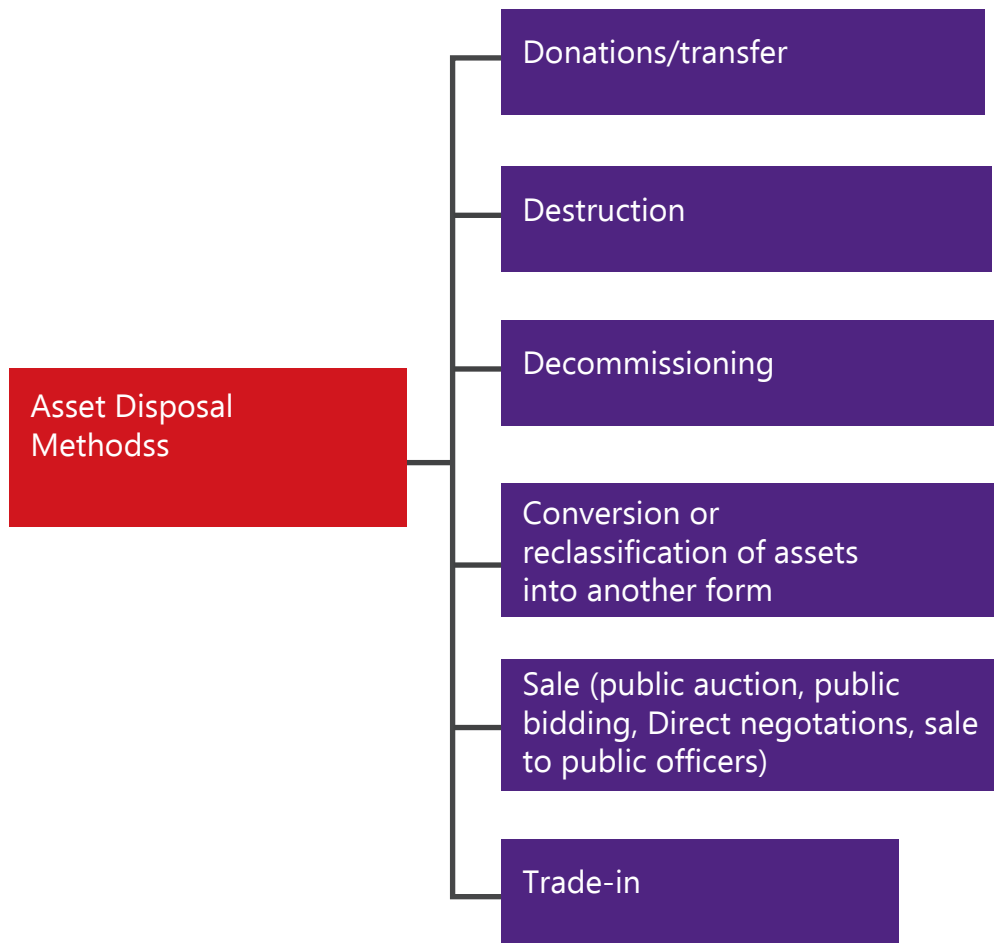 Donations/transfer
Destruction
Decommissioning
Asset Disposal
Methodss
Conversion or
reclassification of assets
into another form
Sale (public auction, public
bidding, Direct negotations, sale
to public officers)
Trade-in